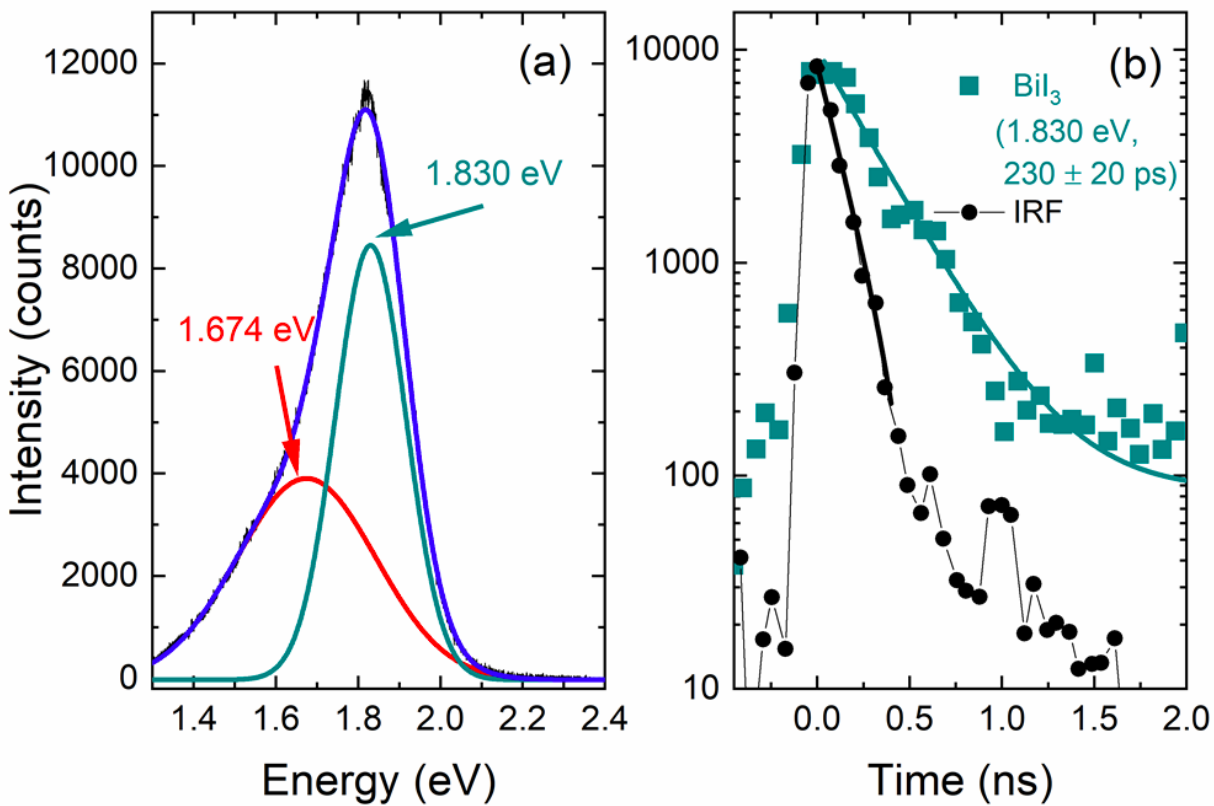 (a)
12000
10000
8000
6000
4000
2000
0
1.830 eV
1.674 eV
1.4 1.6 1.8 2.0 2.2 2.4
Energy (eV)
Intensity (counts)
(b)
10000
1000
100
10
BiI₃
(1.830 eV,
230 ± 20 ps)
IRF
0.0 0.5 1.0 1.5 2.0
Time (ns)